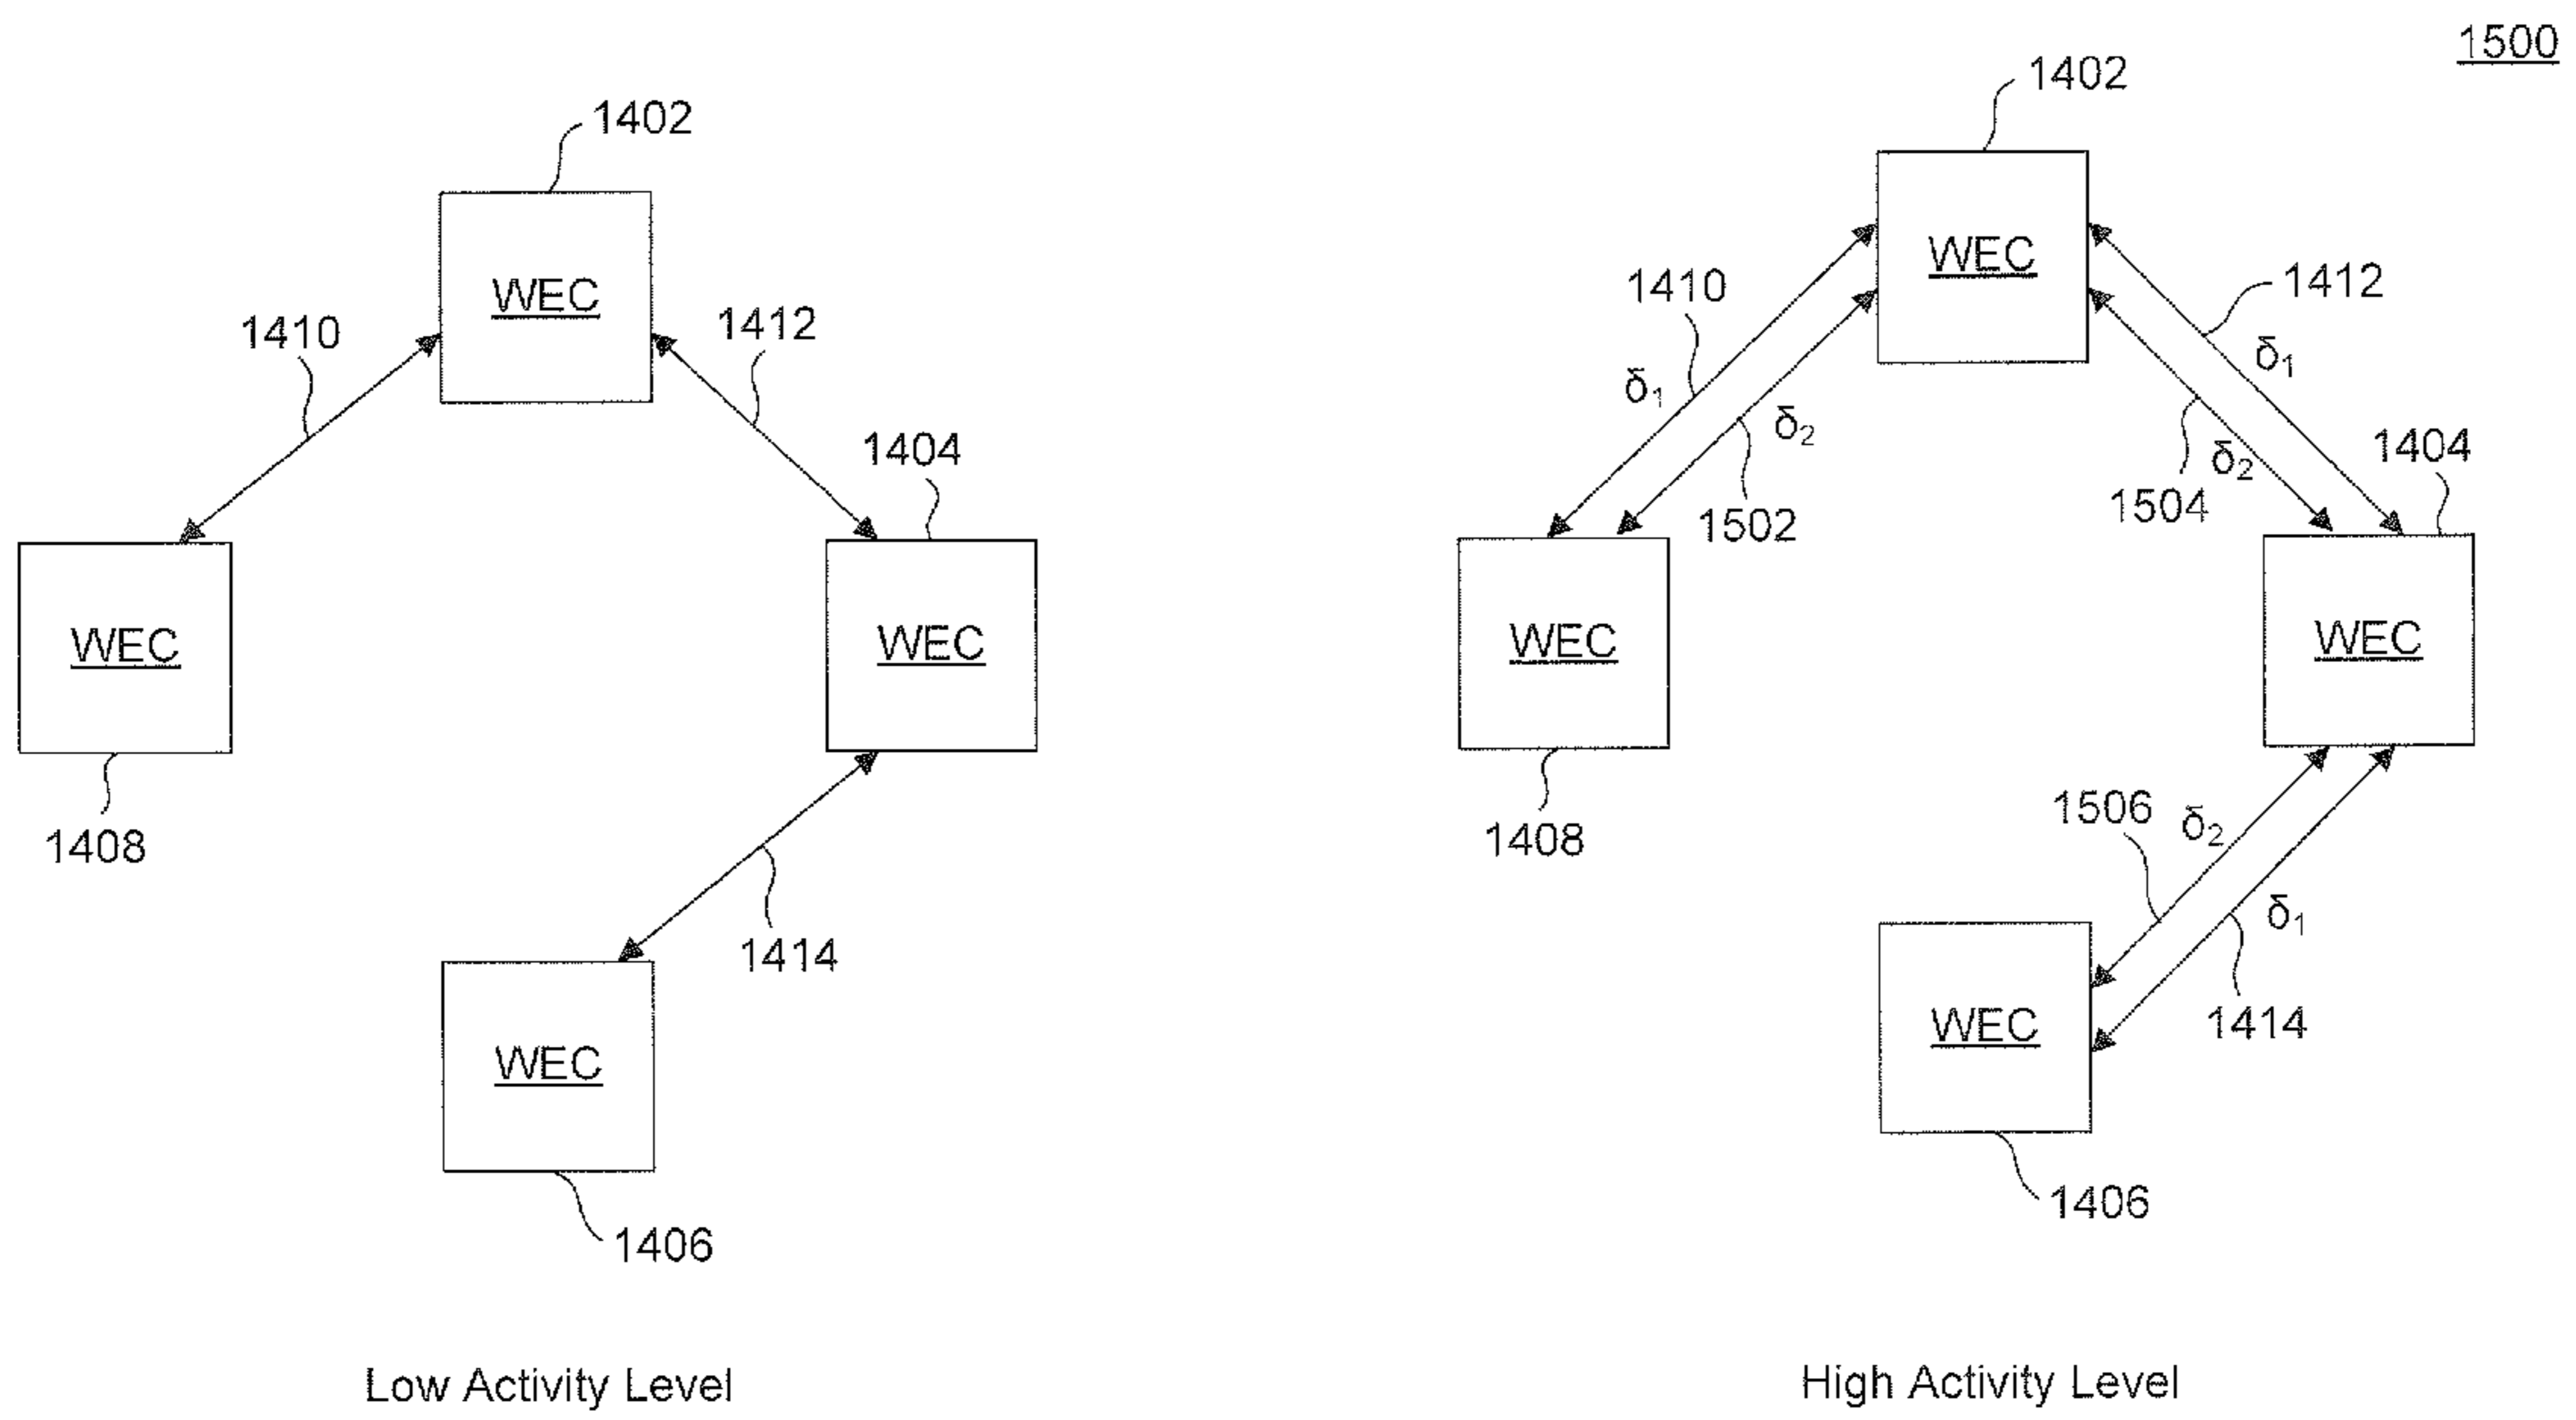 1500
1402
WEC
1410
1412
1404
WEC
WEC
1408
1414
WEC
1406
Low Activity Level
1402
WEC
1410
1412
δ1
δ1
δ2
1502
1504
δ2
1404
WEC
WEC
1408
1506
δ2
δ1
1414
WEC
1406
High Activity Level